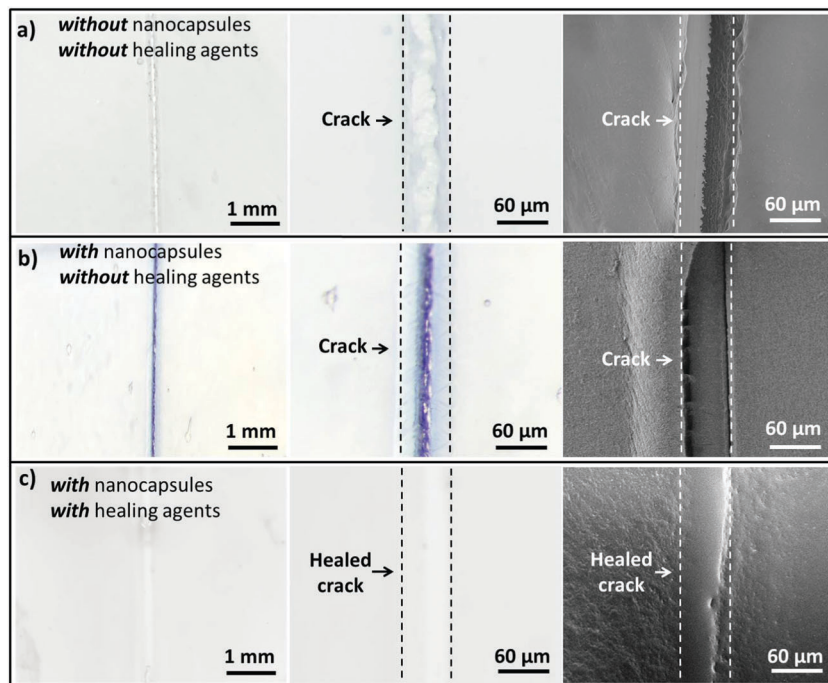 a) without nanocapsules
without healing agents
Crack
Crack
1 mm
60 µm
60 µm
b) with nanocapsules
without healing agents
Crack
Crack
1 mm
60 µm
60 µm
c) with nanocapsules
with healing agents
Healed
crack
Healed
crack
1 mm
60 µm
60 µm